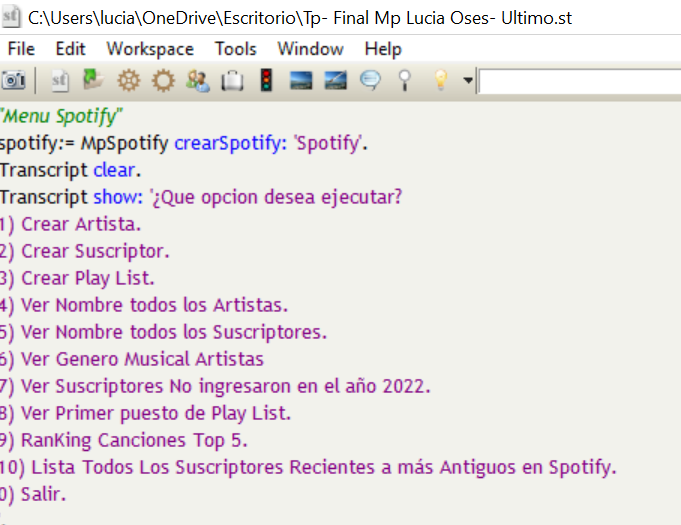 C:\Users\lucia\OneDrive\Escritorio\Tp- Final Mp Lucia Oses- Ultimo.st
File Edit Workspace Tools Window Help
"Menu Spotify"
spotify:= MpSpotify crearSpotify: 'Spotify'.
Transcript clear.
Transcript show: '¿Que opcion desea ejecutar?
1) Crear Artista.
2) Crear Suscriptor.
3) Crear Play List.
4) Ver Nombre todos los Artistas.
5) Ver Nombre todos los Suscriptores.
6) Ver Genero Musical Artistas
7) Ver Suscriptores No ingresaron en el año 2022.
8) Ver Primer puesto de Play List.
9) RanKing Canciones Top 5.
10) Lista Todos Los Suscriptores Recientes a más Antiguos en Spotify.
0) Salir.